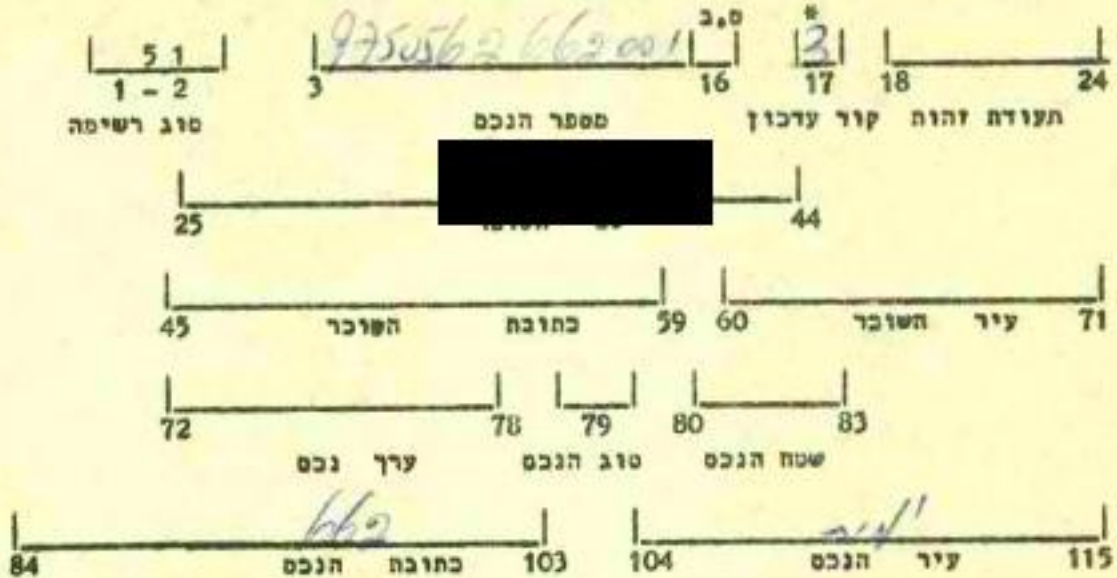 51 975056266 2001 ס.ב * 3
1 - 2 3 16 17 18 24
סוג רשימה מספר הנכס קוד עדכון תעודת זהות
25 44
45 כתובת השוכר 59 60 עיר השוכר 71
72 78 79 80 83
ערך נכס סוג הנכס שטח הנכס
662
84 כתובת הנכס 103 104 עיר הנכס 115